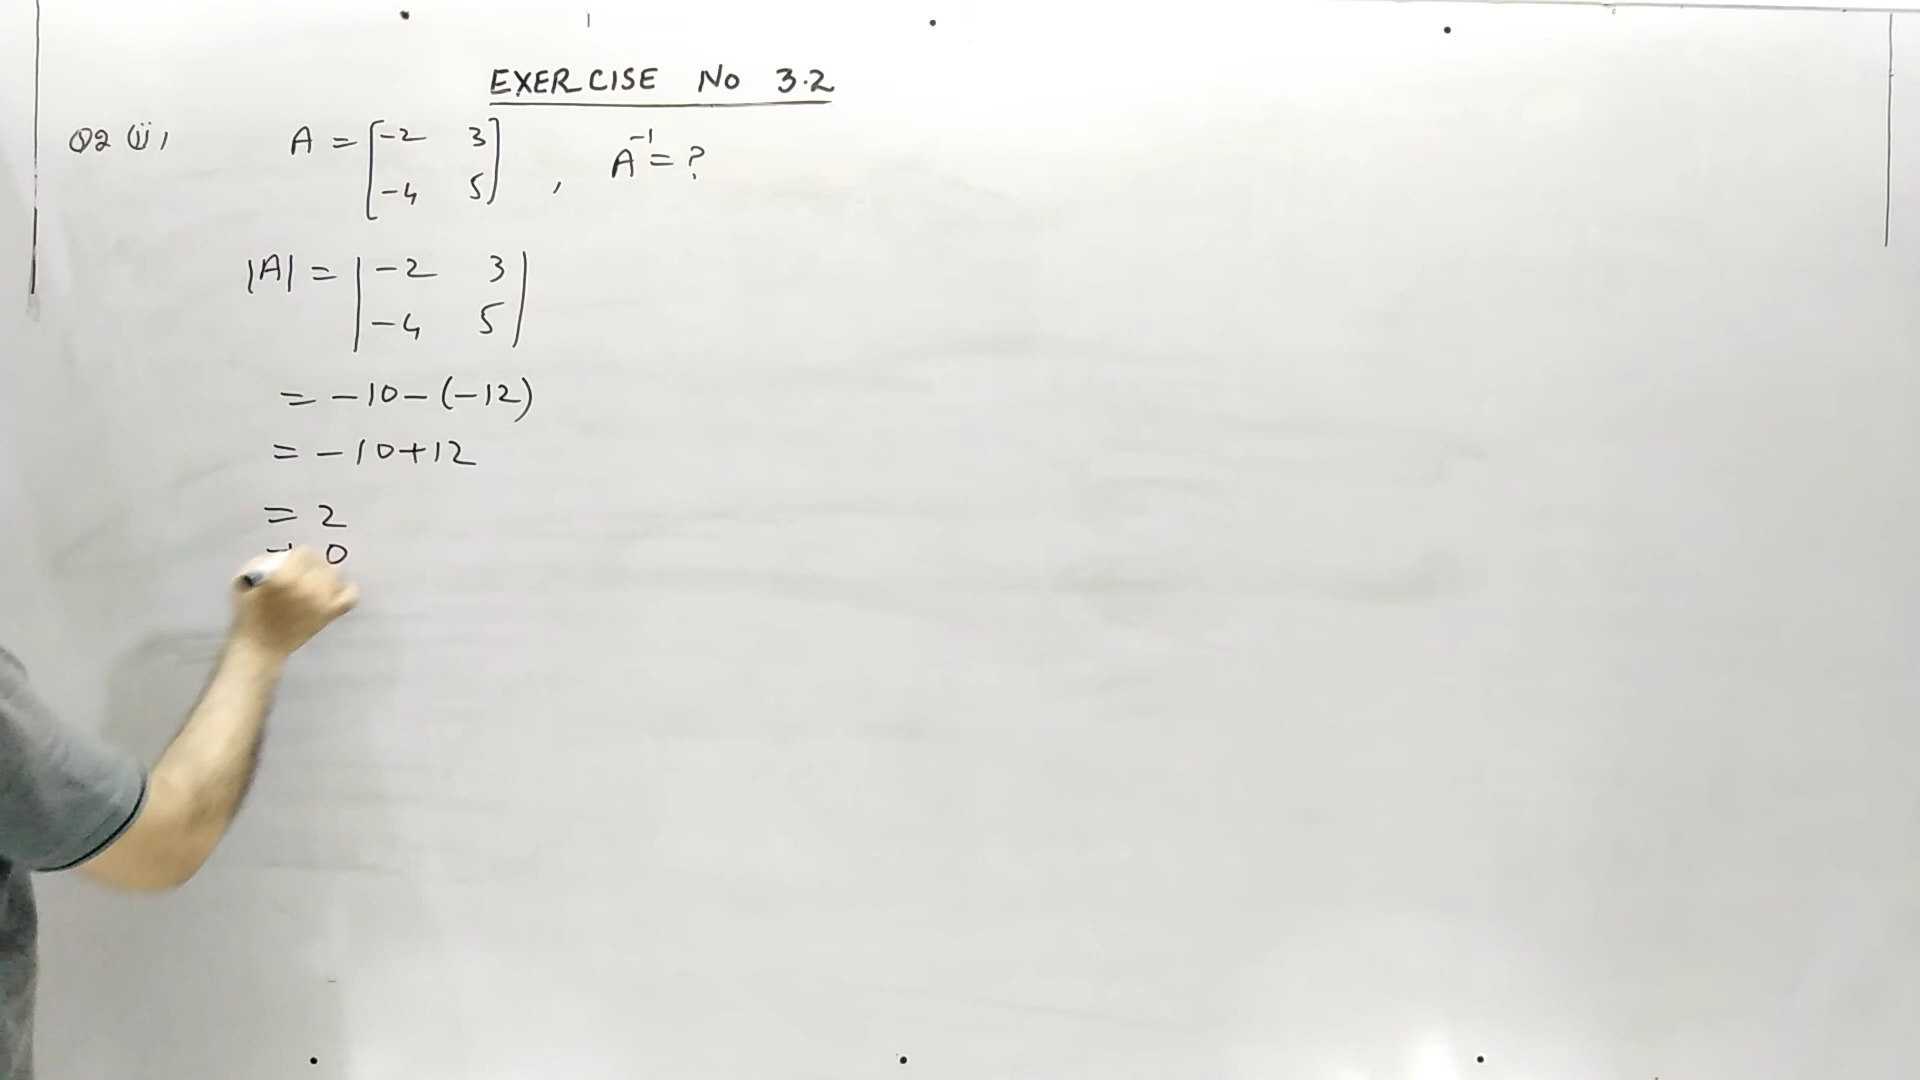 EXERCISE No 3.2
Q2 (ii), A = [-2 3 , A⁻¹ = ?
-4 5]
|A| = |-2 3
-4 5|
= -10-(-12)
= -10+12
= 2
≠ 0